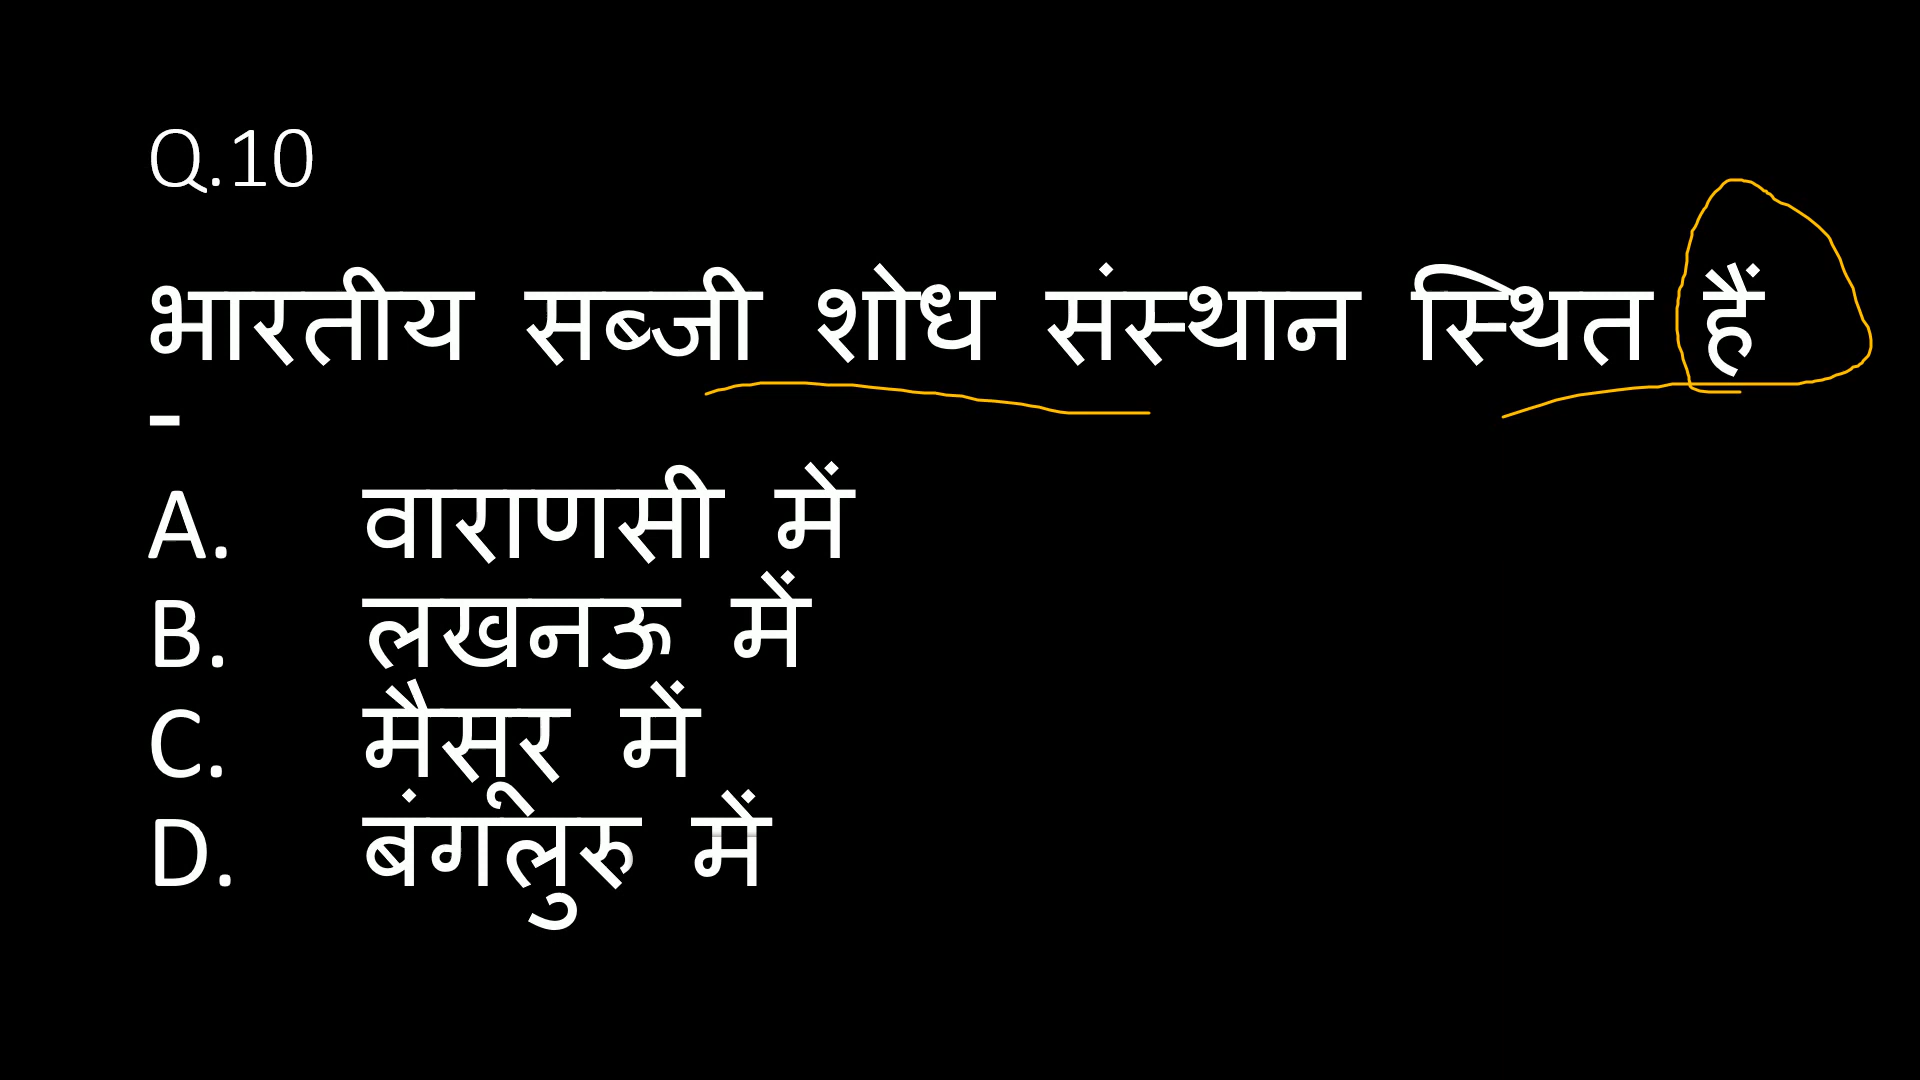 Q.10
भारतीय सब्जी शोध संस्थान स्थित हैं
-
A. वाराणसी में
B. लखनऊ में
C. मैसूर में
D. बंगलुरु में